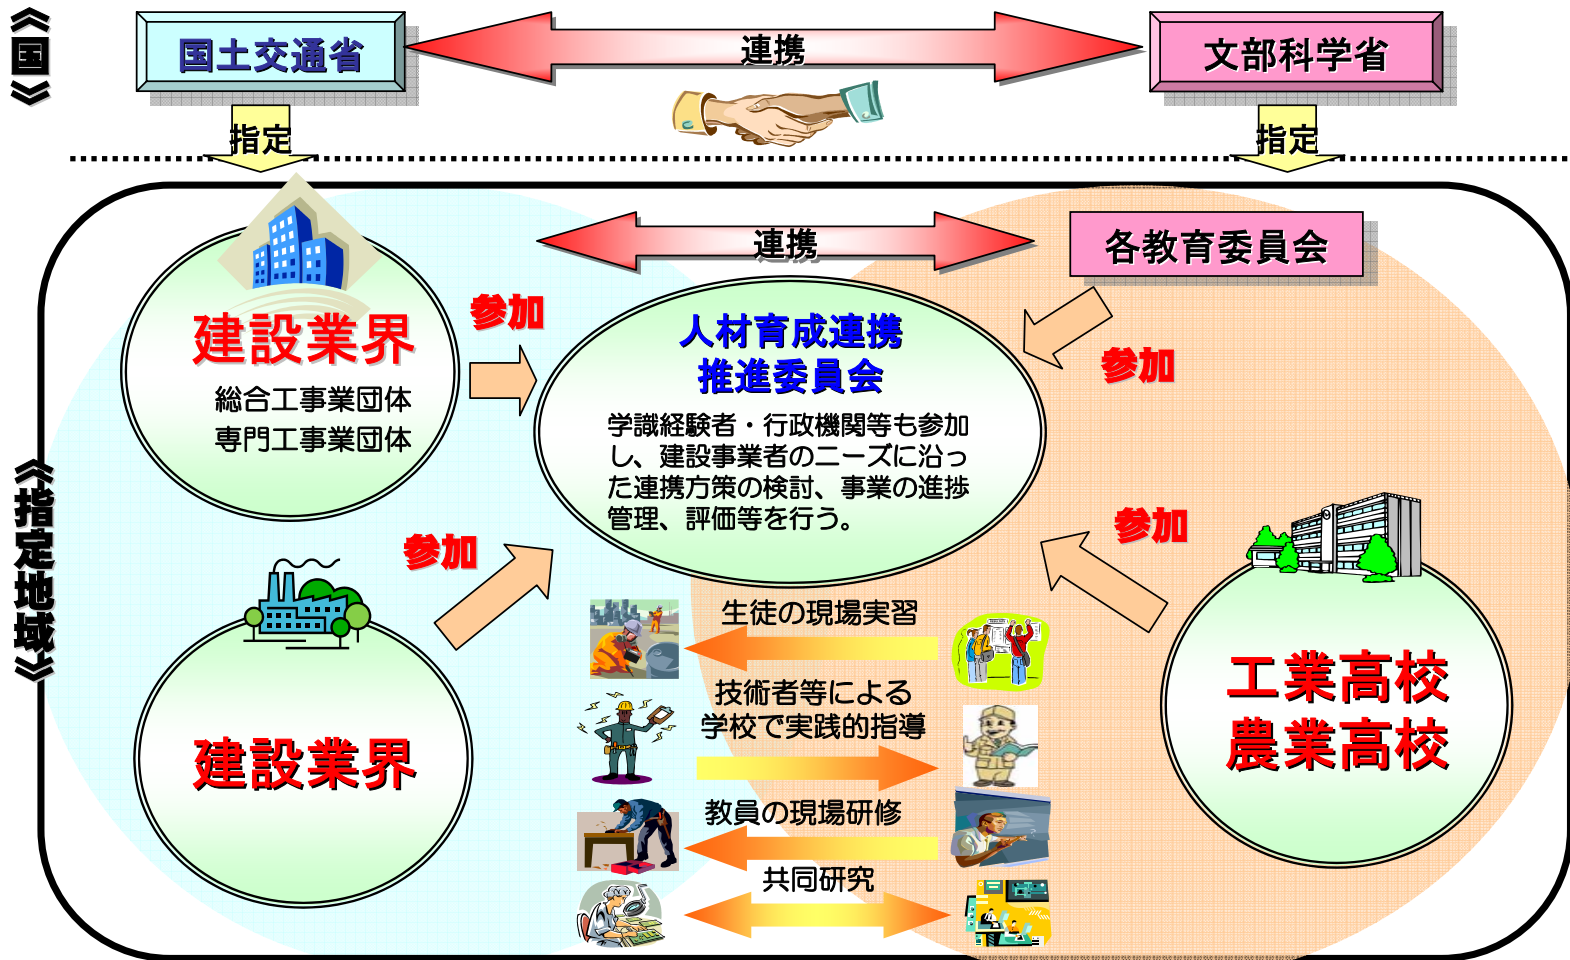 《国》
国土交通省
連携
文部科学省
指定
指定
《指定地域》
連携
各教育委員会
建設業界
総合工事業団体
専門工事業団体
参加
人材育成連携
推進委員会
学識経験者・行政機関等も参加
し、建設事業者のニーズに沿っ
た連携方策の検討、事業の進捗
管理、評価等を行う。
参加
参加
参加
建設業界
工業高校
農業高校
生徒の現場実習
技術者等による
学校で実践的指導
教員の現場研修
共同研究